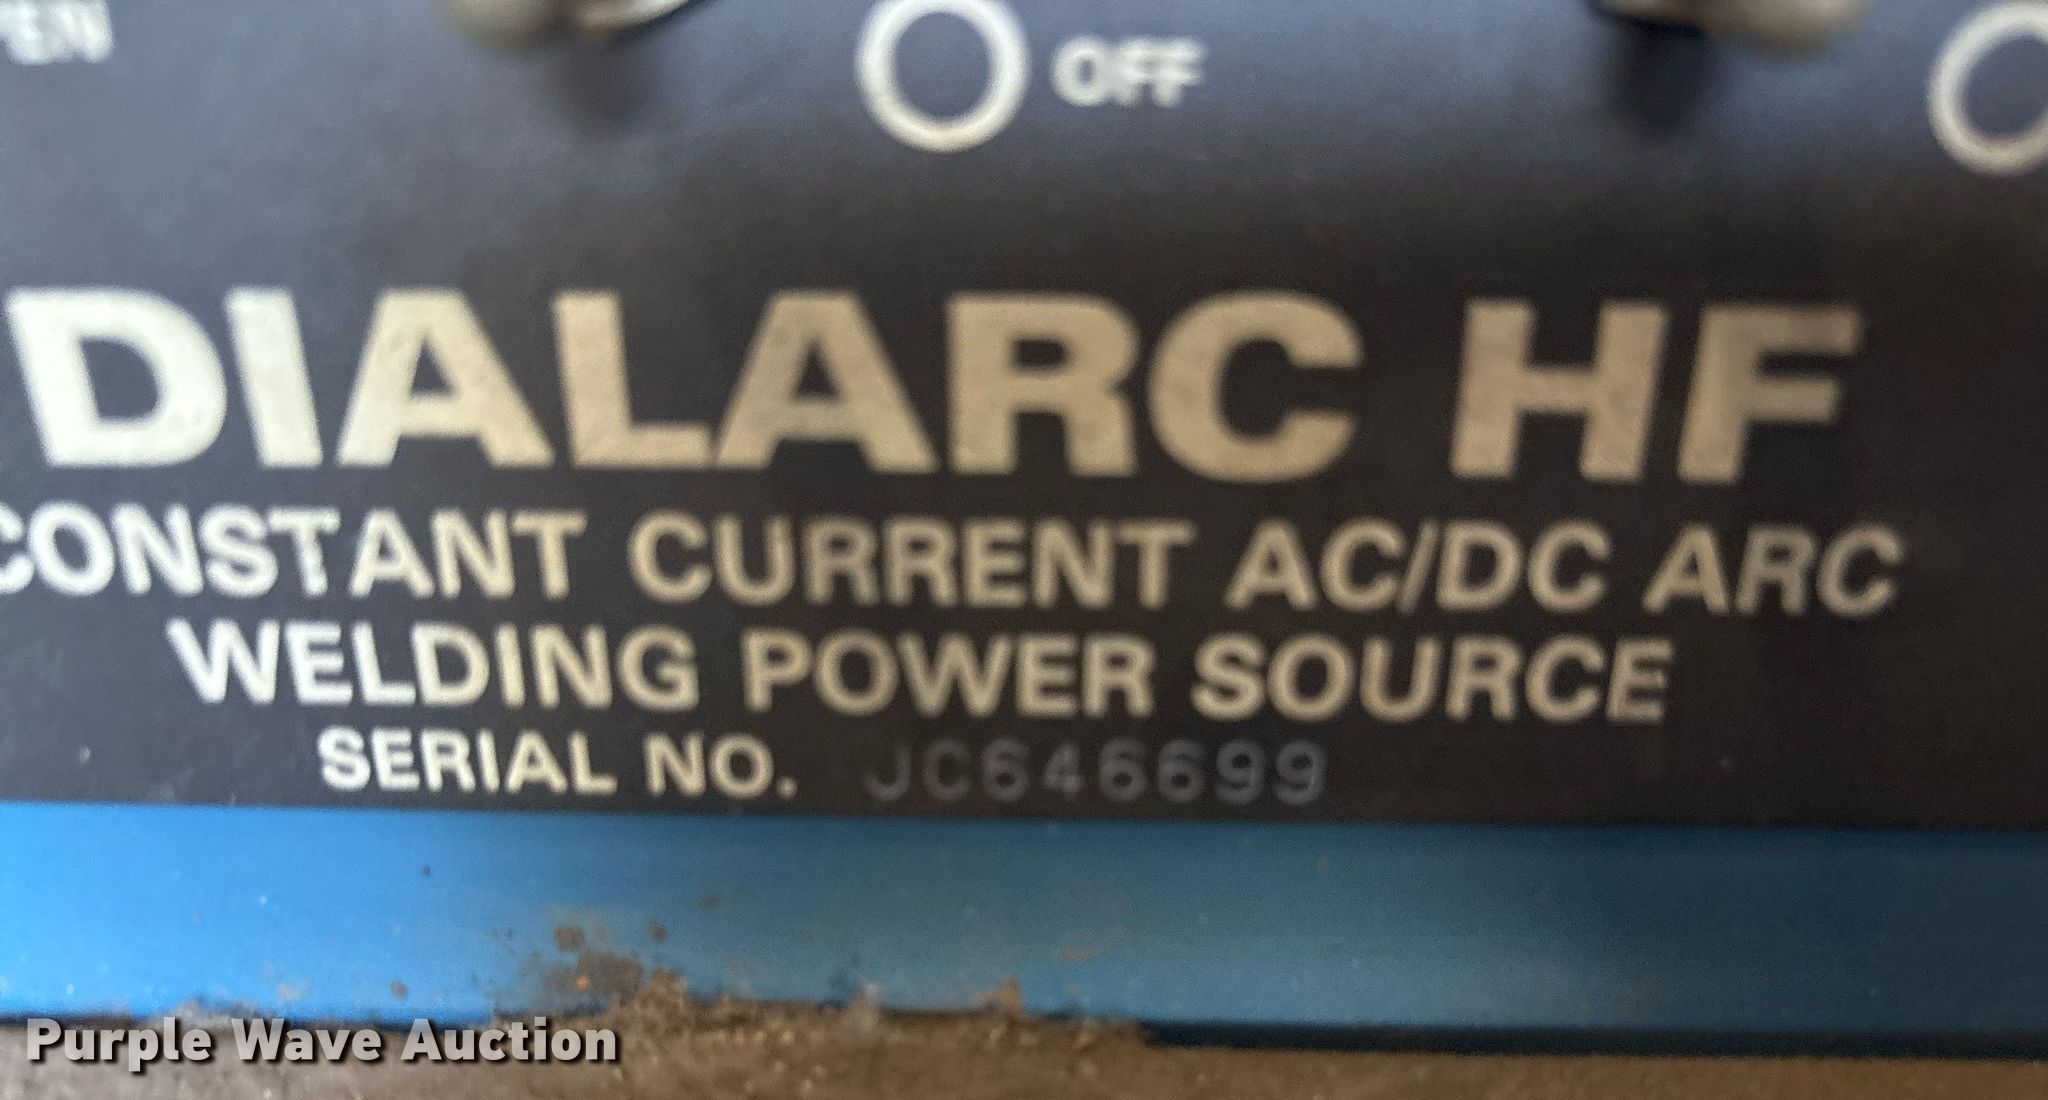 OFF
DIALARC HF
CONSTANT CURRENT AC/DC ARC
WELDING POWER SOURCE
SERIAL NO. JC646699
Purple Wave Auction